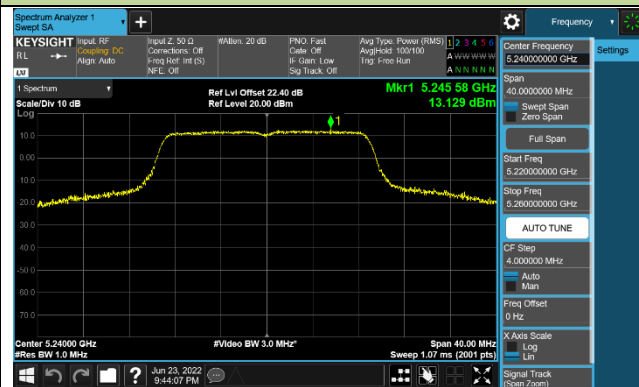 Spectrum Analyzer 1
Swept SA
Frequency
KEYSIGHT
RL
LXI
Input: RF
Coupling: DC
Align: Auto
Input Z: 50 Ω
Corrections: Off
Freq Ref: Int (S)
NFE: Off
#Atten: 20 dB
PNO: Fast
Gate: Off
IF Gain: Low
Sig Track: Off
Avg Type: Power (RMS)
Avg|Hold: 100/100
Trig: Free Run
1 2 3 4 5 6
A W W W W W
A N N N N N
1 Spectrum
Scale/Div 10 dB
Log
Ref Lvl Offset 22.40 dB
Ref Level 20.00 dBm
Mkr1 5.245 58 GHz
13.129 dBm
1
10.0
0.00
10.0
20.0
30.0
40.0
-50.0
60.0
70.0
Center 5.24000 GHz
#Res BW 1.0 MHz
#Video BW 3.0 MHz*
Span 40.00 MHz
Sweep 1.07 ms (2001 pts)
Center Frequency
5.240000000 GHz
Settings
Span
40.0000000 MHz
Swept Span
Zero Span
Full Span
Start Freq
5.220000000 GHz
Stop Freq
5.260000000 GHz
AUTO TUNE
CF Step
4.000000 MHz
Auto
Man
Freq Offset
0 Hz
X Axis Scale
Log
Lin
Signal Track
(Span Zoom)
Jun 23, 2022
9:44:07 PM